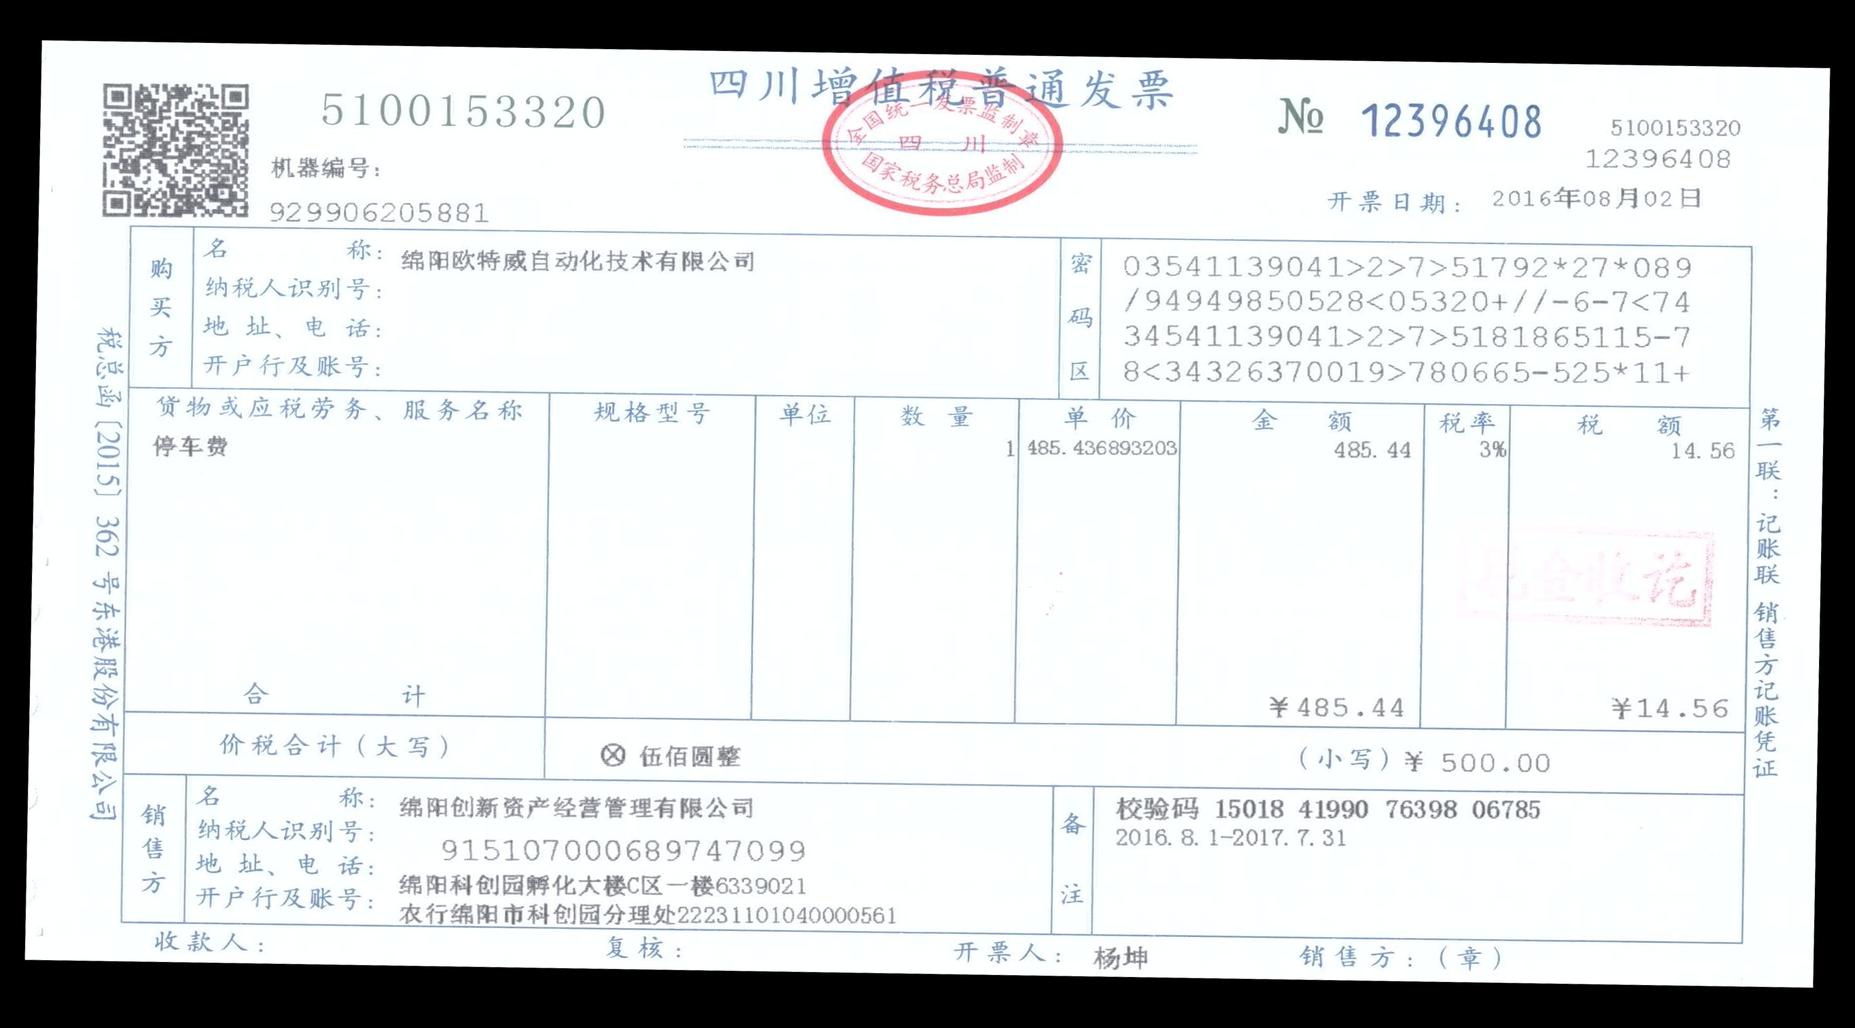 四川增值税普通发票
5100153320
№ 12396408
5100153320
12396408
机器编号:
929906205881
全国统一发票监制章
四 川
国家税务总局监制
开票日期: 2016年08月02日
购买方
名 称: 绵阳欧特威自动化技术有限公司
纳税人识别号:
地 址、电 话:
开户行及账号:
密码区
03541139041>2>7>51792*27*089
/94949850528<05320+//-6-7<74
34541139041>2>7>5181865115-7
8<34326370019>780665-525*11+
货物或应税劳务、服务名称 规格型号 单位 数 量 单 价 金 额 税率 税 额
停车费 1 485.436893203 485.44 3% 14.56
现金收讫
合 计 ¥485.44 ¥14.56
价税合计(大写) ⊗ 伍佰圆整 (小写)¥ 500.00
销售方
名 称: 绵阳创新资产经营管理有限公司
纳税人识别号: 915107000689747099
地 址、电 话: 绵阳科创园孵化大楼C区一楼6339021
开户行及账号: 农行绵阳市科创园分理处22231101040000561
备注
校验码 15018 41990 76398 06785
2016.8.1-2017.7.31
收款人: 复核: 开票人: 杨坤 销售方:(章)
税总函〔2015〕362号东港股份有限公司
第一联:记账联 销售方记账凭证